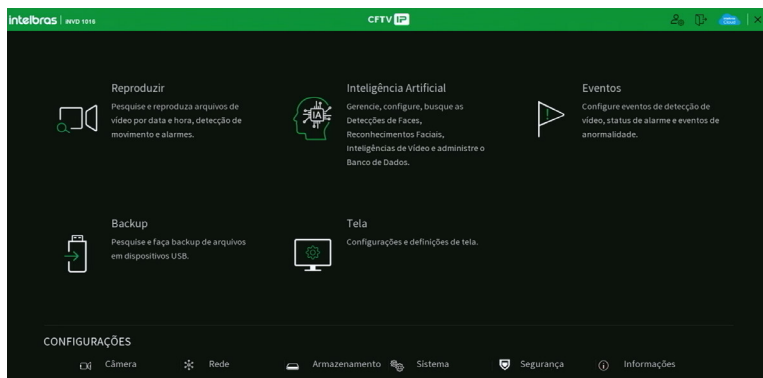 intelbras | iNVD 1016
CFTV IP
Reproduzir
Pesquise e reproduza arquivos de
vídeo por data e hora, detecção de
movimento e alarmes.
Inteligência Artificial
IA
Gerencie, configure, busque as
Detecções de Faces,
Reconhecimentos Faciais,
Inteligências de Vídeo e administre o
Banco de Dados.
Eventos
Configure eventos de detecção de
vídeo, status de alarme e eventos de
anormalidade.
Backup
Pesquise e faça backup de arquivos
em dispositivos USB.
Tela
Configurações e definições de tela.
CONFIGURAÇÕES
Câmera Rede Armazenamento Sistema Segurança Informações